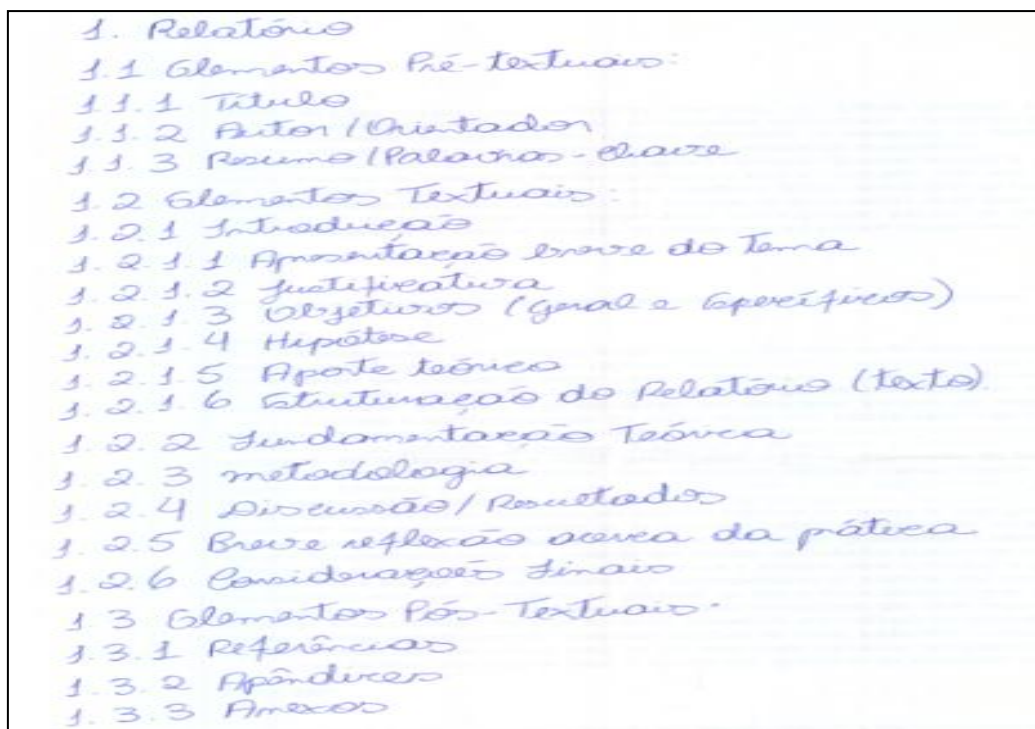 1. Relatório
1.1 Elementos Pré-textuais:
1.1.1 Título
1.1.2 Autor/Orientador
1.1.3 Resumo/Palavras-chave
1.2 Elementos Textuais:
1.2.1 Introdução
1.2.1.1 Apresentação breve do Tema
1.2.1.2 Justificativa
1.2.1.3 Objetivos (Geral e Específicos)
1.2.1.4 Hipótese
1.2.1.5 Aporte teórico
1.2.1.6 Estruturação do Relatório (texto).
1.2.2 Fundamentação Teórica
1.2.3 metodologia
1.2.4 Discussão/Resultados
1.2.5 Breve reflexão acerca da prática
1.2.6 Considerações Finais
1.3 Elementos Pós-Textuais.
1.3.1 Referências
1.3.2 Apêndices
1.3.3 Anexos